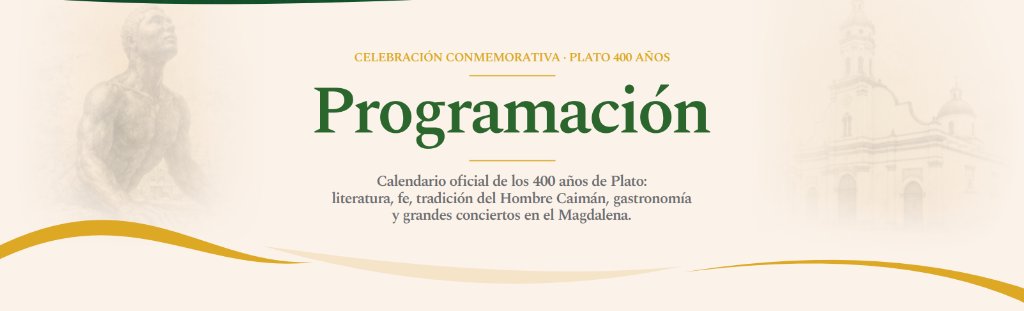 CELEBRACIÓN CONMEMORATIVA · PLATO 400 AÑOS
Programación
Calendario oficial de los 400 años de Plato:
literatura, fe, tradición del Hombre Caimán, gastronomía
y grandes conciertos en el Magdalena.